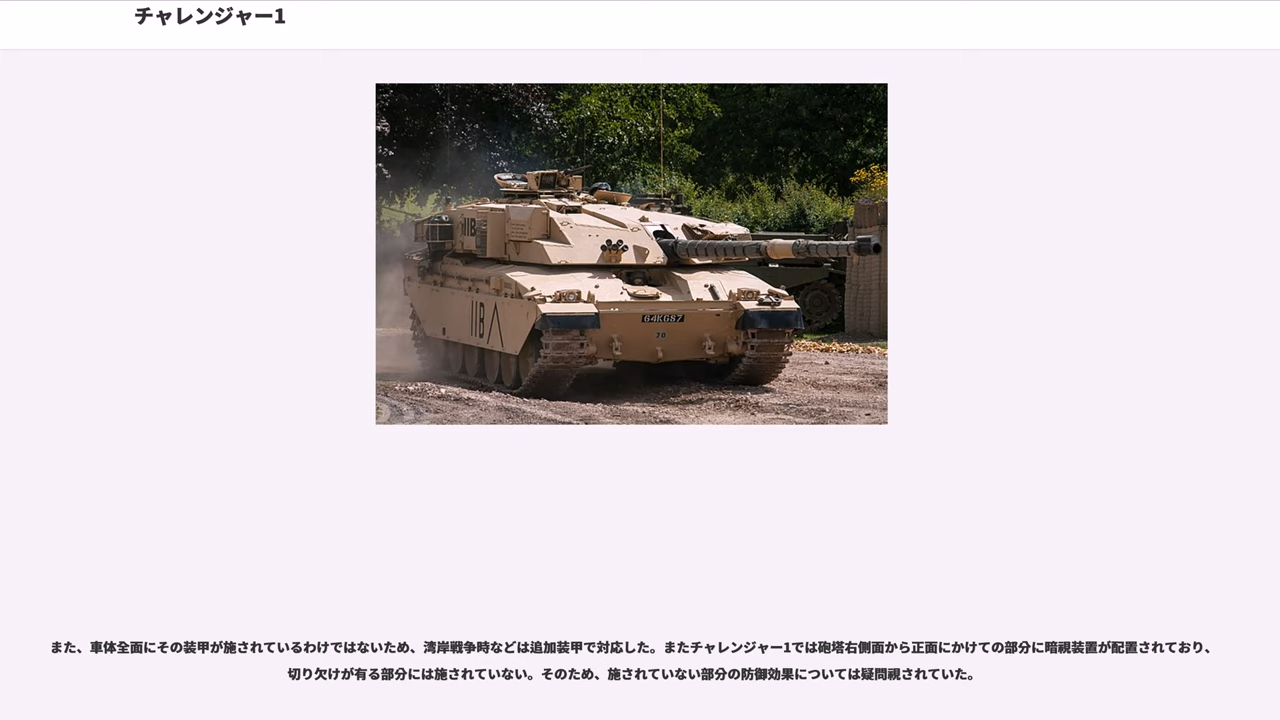 チャレンジャー1
11B
11B
64KG87
20
また、車体全面にその装甲が施されているわけではないため、湾岸戦争時などは追加装甲で対応した。またチャレンジャー1では砲塔右側面から正面にかけての部分に暗視装置が配置されており、
切り欠けが有る部分には施されていない。そのため、施されていない部分の防御効果については疑問視されていた。